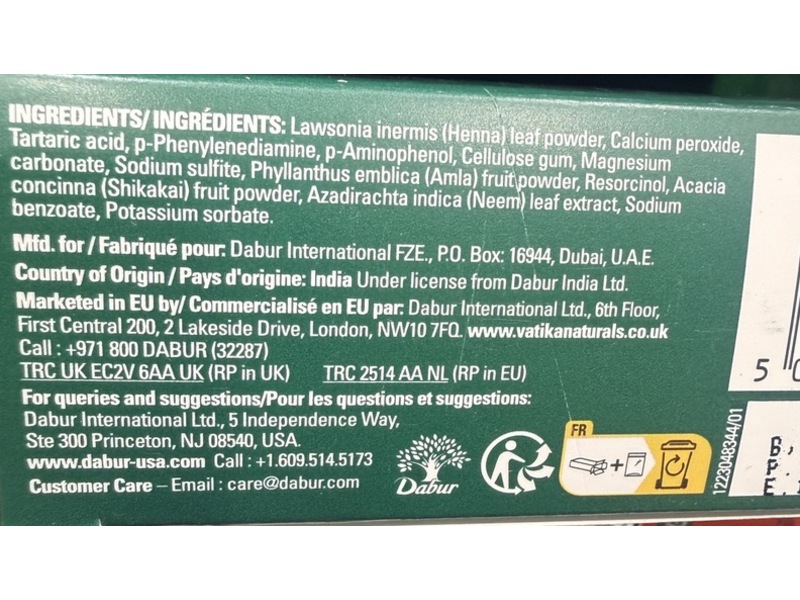 INGREDIENTS/ INGRÉDIENTS: Lawsonia inermis (Henna) leaf powder, Calcium peroxide,
Tartaric acid, p-Phenylenediamine, p-Aminophenol, Cellulose gum, Magnesium
carbonate, Sodium sulfite, Phyllanthus emblica (Amla) fruit powder, Resorcinol, Acacia
concinna (Shikakai) fruit powder, Azadirachta indica (Neem) leaf extract, Sodium
benzoate, Potassium sorbate.
Mfd. for / Fabriqué pour: Dabur International FZE., P.O. Box: 16944, Dubai, U.A.E.
Country of Origin / Pays d'origine: India Under license from Dabur India Ltd.
Marketed in EU by/ Commercialisé en EU par: Dabur International Ltd., 6th Floor,
First Central 200, 2 Lakeside Drive, London, NW10 7FQ. www.vatikanaturals.co.uk
Call : +971 800 DABUR (32287)
TRC UK EC2V 6AA UK (RP in UK) TRC 2514 AA NL (RP in EU)
For queries and suggestions/Pour les questions et suggestions:
Dabur International Ltd., 5 Independence Way,
Ste 300 Princeton, NJ 08540, USA.
www.dabur-usa.com Call : +1.609.514.5173
Customer Care – Email : care@dabur.com
Dabur
FR
+
1223048344/01
5
B.
P.
E.